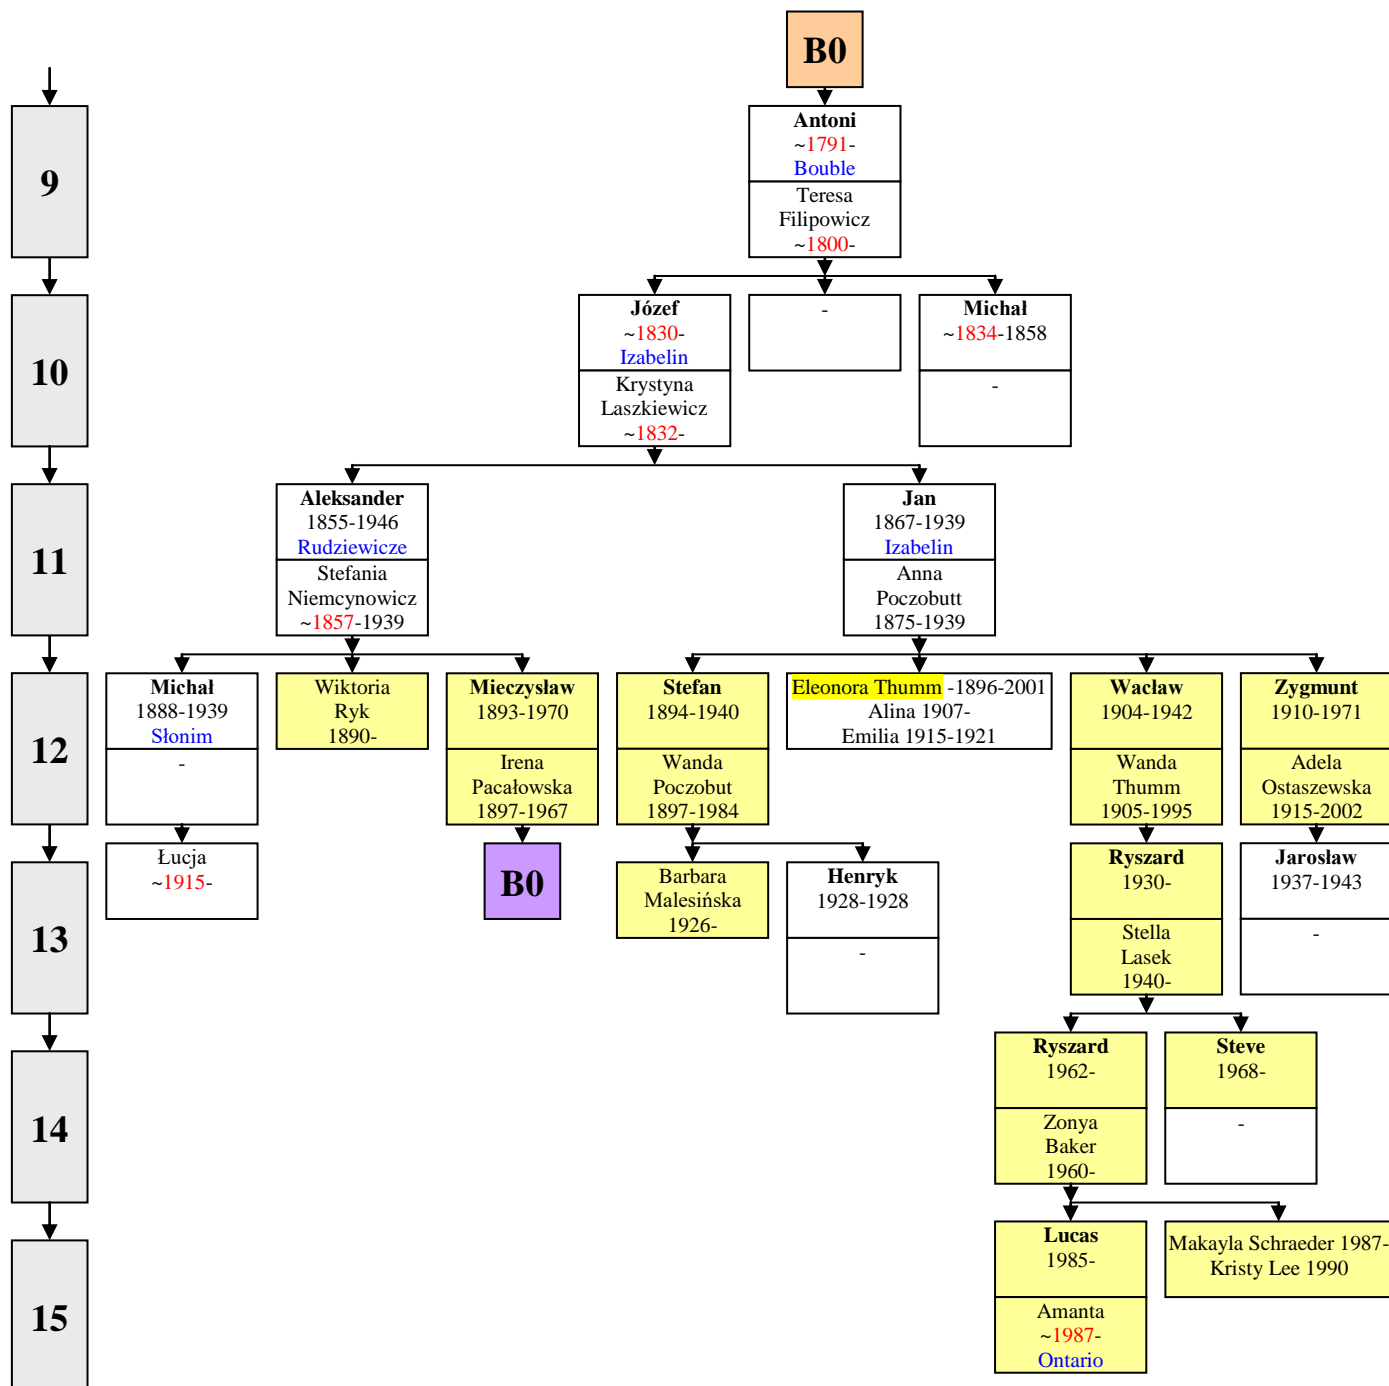 B0
9
Antoni
~1791-
Bouble
Teresa
Filipowicz
~1800-
10
Józef
~1830-
Izabelin
Krystyna
Laszkiewicz
~1832-
-
Michał
~1834-1858
-
11
Aleksander
1855-1946
Rudziewicze
Stefania
Niemcynowicz
~1857-1939
Jan
1867-1939
Izabelin
Anna
Poczobutt
1875-1939
12
Michał
1888-1939
Słonim
-
Wiktoria
Ryk
1890-
Mieczysław
1893-1970
Irena
Pacałowska
1897-1967
Stefan
1894-1940
Wanda
Poczobut
1897-1984
Eleonora Thumm -1896-2001
Alina 1907-
Emilia 1915-1921
Wacław
1904-1942
Wanda
Thumm
1905-1995
Zygmunt
1910-1971
Adela
Ostaszewska
1915-2002
13
Łucja
~1915-
B0
Barbara
Malesińska
1926-
Henryk
1928-1928
-
Ryszard
1930-
Stella
Lasek
1940-
Jarosław
1937-1943
-
14
Ryszard
1962-
Zonya
Baker
1960-
Steve
1968-
-
15
Lucas
1985-
Amanta
~1987-
Ontario
Makayla Schraeder 1987-
Kristy Lee 1990